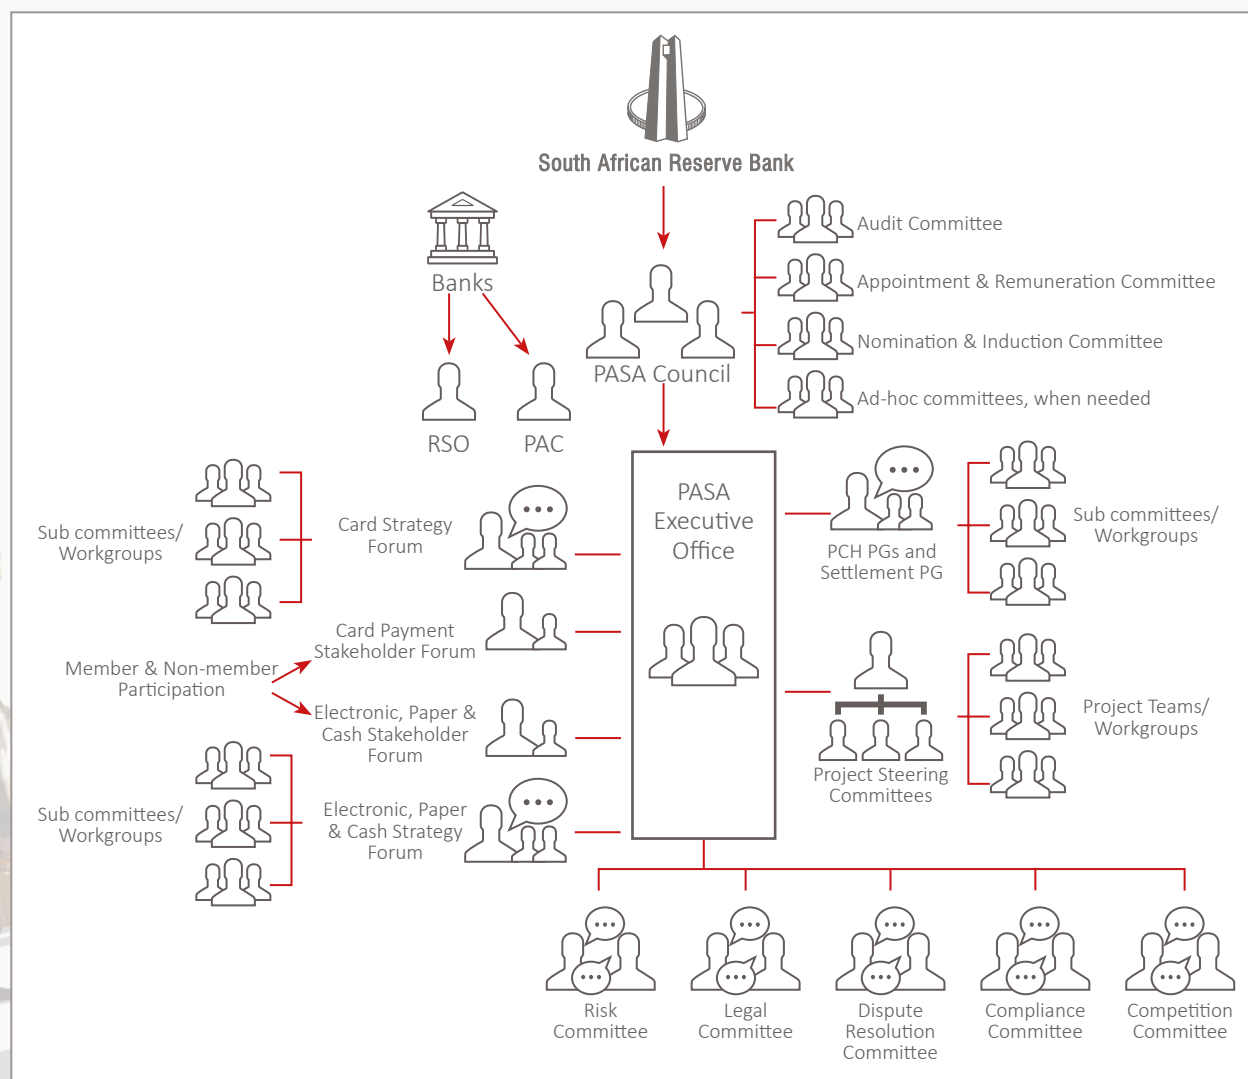 South African Reserve Bank
Banks
RSO
PAC
PASA Council
Audit Committee
Appointment & Remuneration Committee
Nomination & Induction Committee
Ad-hoc committees, when needed
PASA
Executive
Office
Sub committees/
Workgroups
Card Strategy
Forum
Card Payment
Stakeholder Forum
Member & Non-member
Participation
Electronic, Paper &
Cash Stakeholder
Forum
Sub committees/
Workgroups
Electronic, Paper
& Cash Strategy
Forum
PCH PGs and
Settlement PG
Sub committees/
Workgroups
Project Steering
Committees
Project Teams/
Workgroups
Risk
Committee
Legal
Committee
Dispute
Resolution
Committee
Compliance
Committee
Competition
Committee